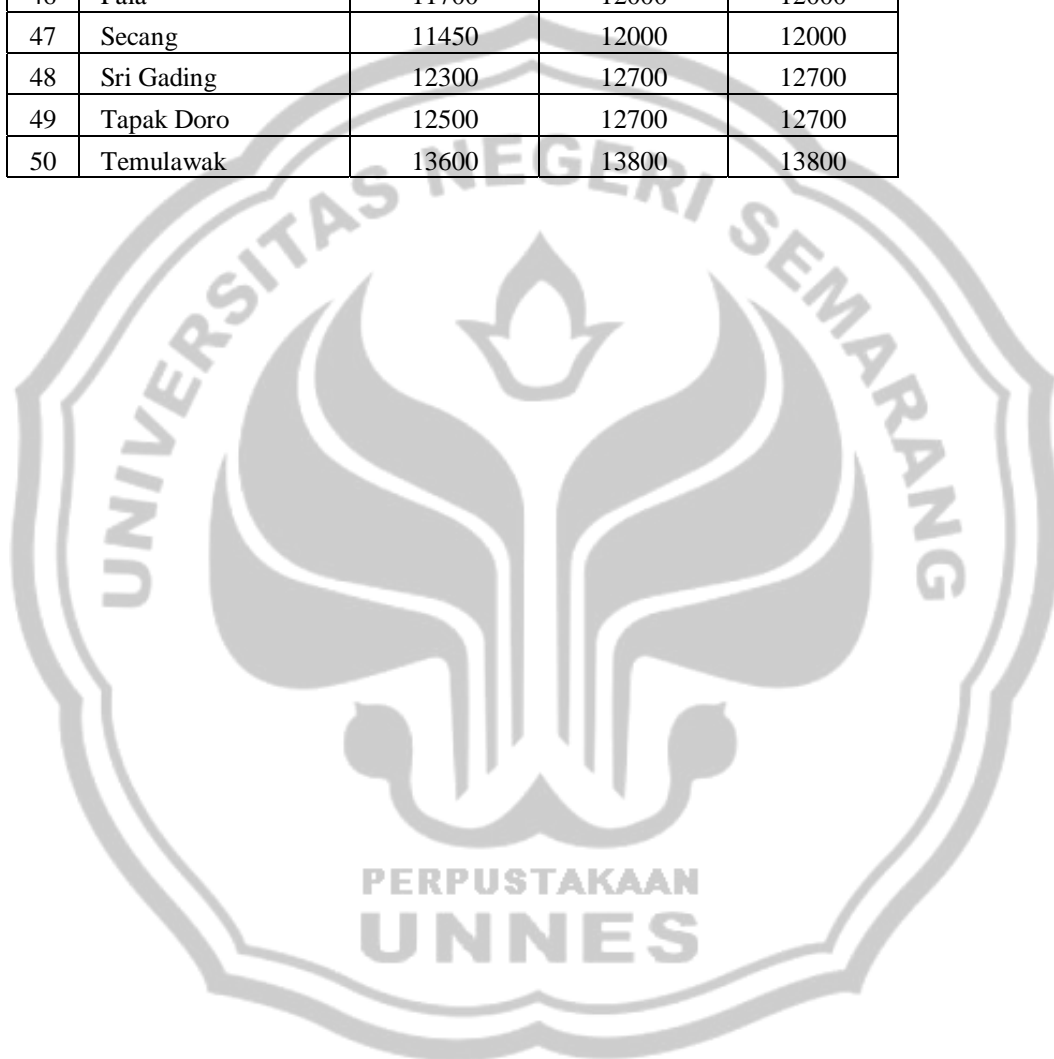 47 Secang 11450 12000 12000
48 Sri Gading 12300 12700 12700
49 Tapak Doro 12500 12700 12700
50 Temulawak 13600 13800 13800
UNIVERSITAS NEGERI SEMARANG
PERPUSTAKAAN
UNNES